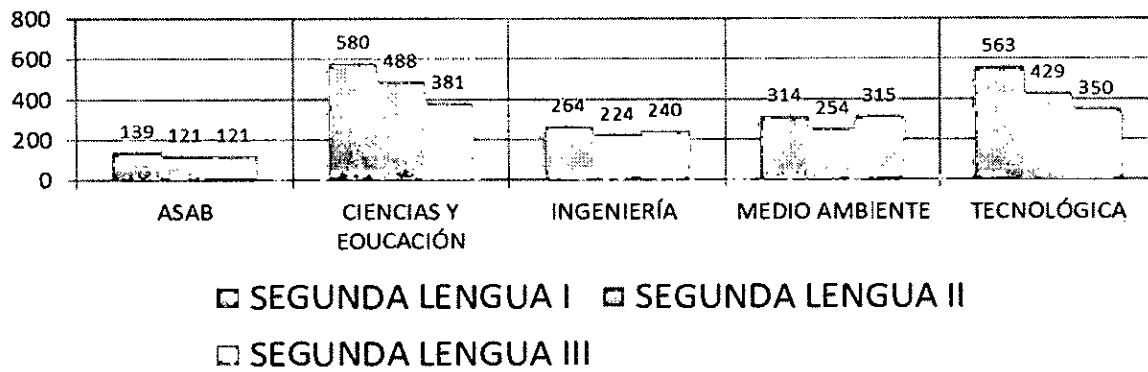 800
600
400
200
0
139 121 121
580 488 381
264 224 240
314 254 315
563 429 350
ASAB
CIENCIAS Y
EOUCACIÓN
INGENIERÍA
MEDIO AMBIENTE
TECNOLÓGICA
SEGUNDA LENGUA I SEGUNDA LENGUA II
SEGUNDA LENGUA III